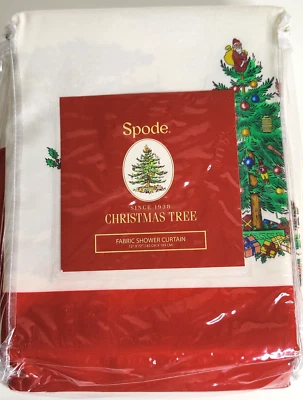 Spode®
SINCE 1938
CHRISTMAS TREE
FABRIC SHOWER CURTAIN